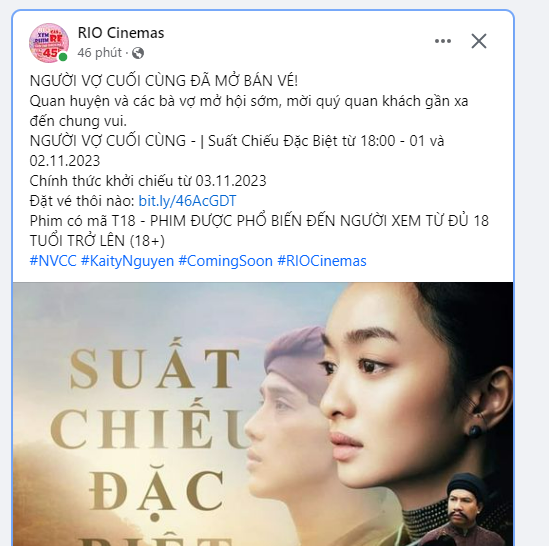 RIO Cinemas
46 phút
NGƯỜI VỢ CUỐI CÙNG ĐÃ MỞ BÁN VÉ!
Quan huyện và các bà vợ mở hội sớm, mời quý quan khách gần xa
đến chung vui.
NGƯỜI VỢ CUỐI CÙNG - | Suất Chiếu Đặc Biệt từ 18:00 - 01 và
02.11.2023
Chính thức khởi chiếu từ 03.11.2023
Đặt vé thôi nào: bit.ly/46AcGDT
Phim có mã T18 - PHIM ĐƯỢC PHỔ BIẾN ĐẾN NGƯỜI XEM TỪ ĐỦ 18
TUỔI TRỞ LÊN (18+)
#NVCC #KaityNguyen #ComingSoon #RIOCinemas
SUẤT
CHIẾU
ĐẶC
BIỆT